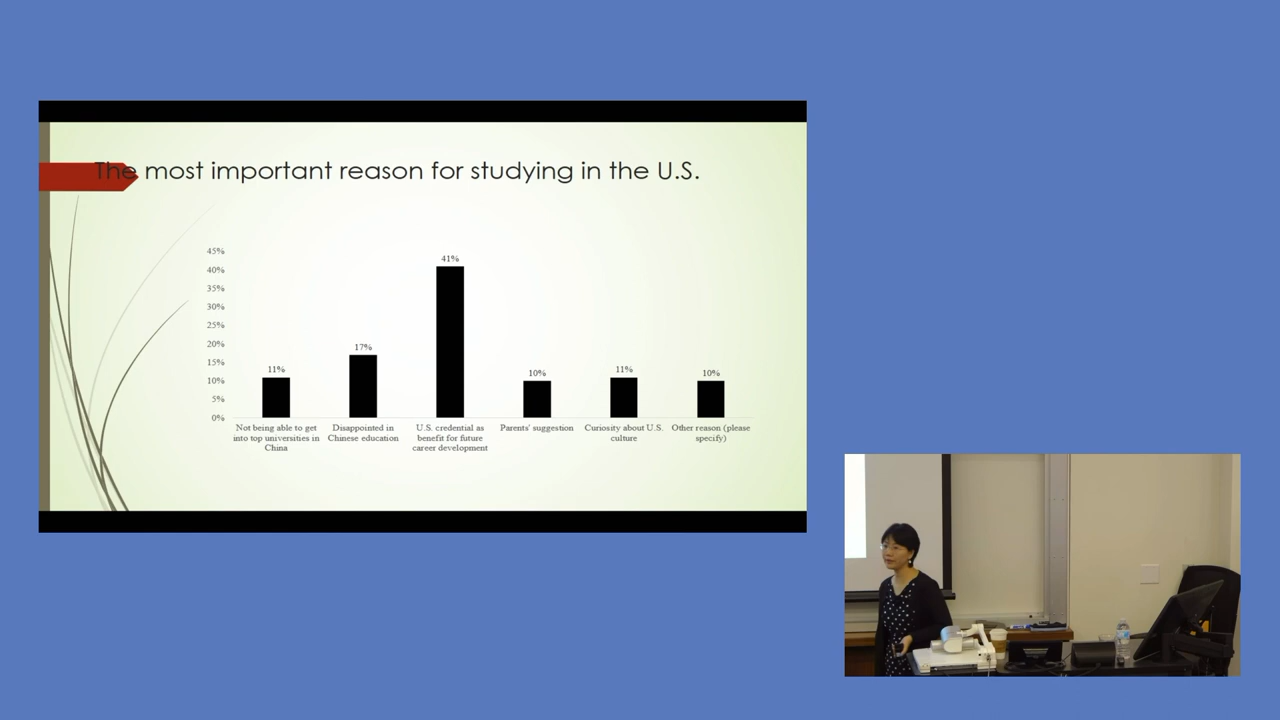 The most important reason for studying in the U.S.
45%
40%
35%
30%
25%
20%
15%
10%
5%
0%
11%
17%
41%
10%
11%
10%
Not being able to get
into top universities in
China
Disappointed in
Chinese education
U.S. credential as
benefit for future
career development
Parents' suggestion
Curiosity about U.S.
culture
Other reason (please
specify)